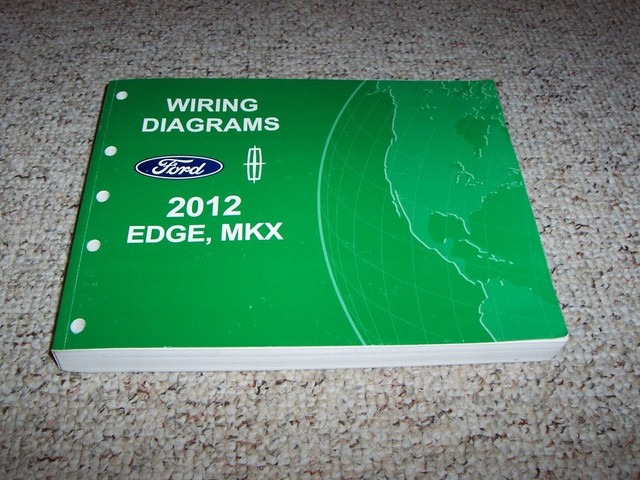 WIRING
DIAGRAMS
Ford
2012
EDGE, MKX